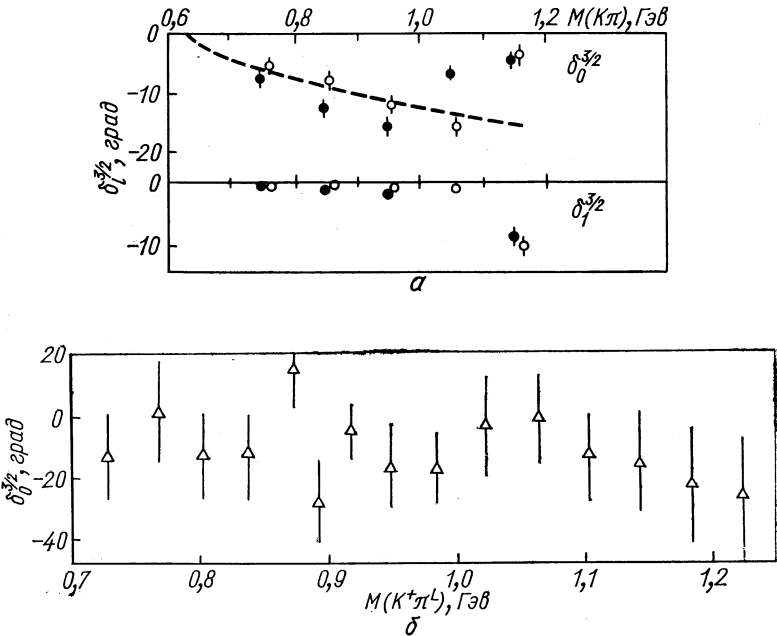 0,6 0,8 1,0 1,2 M(Kπ), Гэв
0
-10
-20
0
-10
δ_l^{3/2}, град
δ_0^{3/2}
δ_1^{3/2}
а
20
0
-20
-40
δ_0^{3/2}, град
0,7 0,8 0,9 1,0 1,1 1,2
M(K⁺π^L), Гэв
б